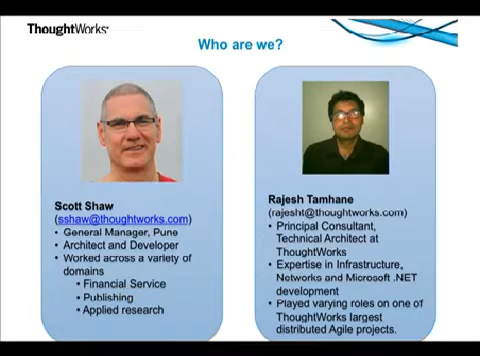 ThoughtWorks®
Who are we?
Scott Shaw
(sshaw@thoughtworks.com)
• General Manager, Pune
• Architect and Developer
• Worked across a variety of
domains
• Financial Service
• Publishing
• Applied research
Rajesh Tamhane
(rajesht@thoughtworks.com)
• Principal Consultant,
Technical Architect at
ThoughtWorks
• Expertise in Infrastructure,
Networks and Microsoft .NET
development
• Played varying roles on one of
ThoughtWorks largest
distributed Agile projects.